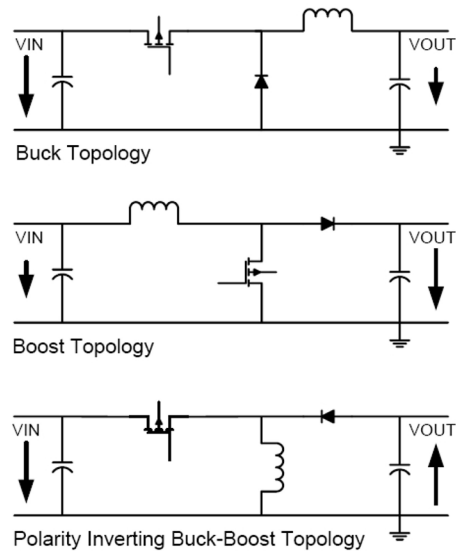 VIN
VOUT
Buck Topology
VIN
VOUT
Boost Topology
VIN
VOUT
Polarity Inverting Buck-Boost Topology